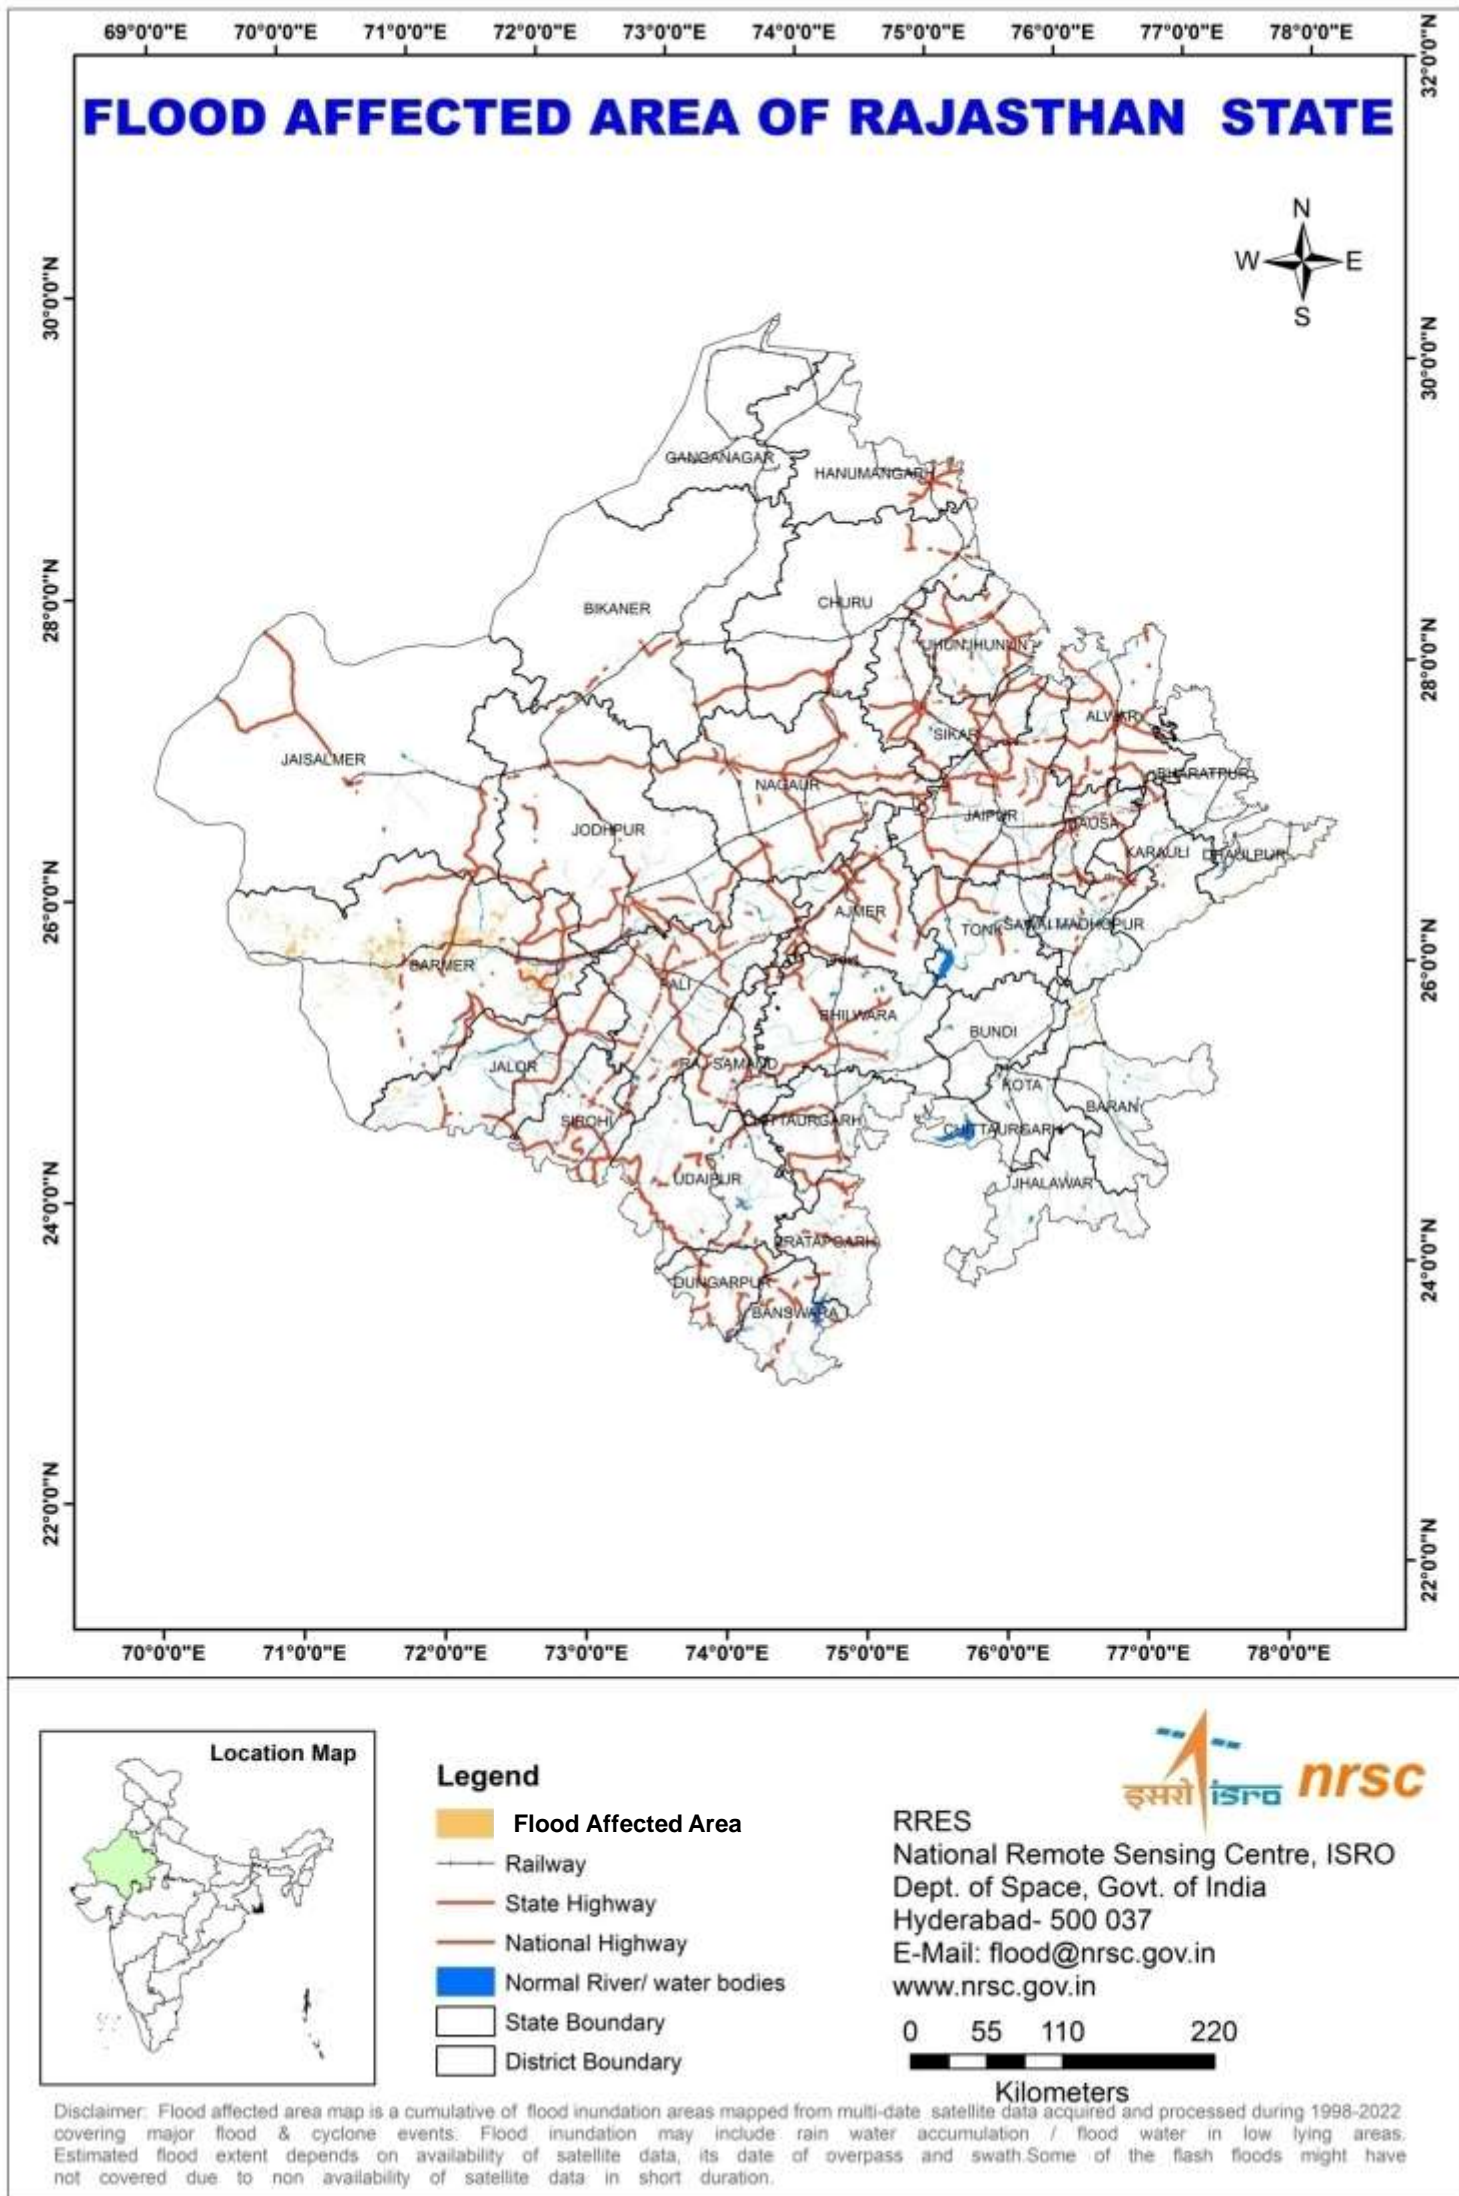 69°0'0"E 70°0'0"E 71°0'0"E 72°0'0"E 73°0'0"E 74°0'0"E 75°0'0"E 76°0'0"E 77°0'0"E 78°0'0"E
32°0'0"N
FLOOD AFFECTED AREA OF RAJASTHAN STATE
N
W E
S
30°0'0"N
30°0'0"N
GANGANAGAR
HANUMANGARH
28°0'0"N
BIKANER
CHURU
JHUNJHUNUN
28°0'0"N
ALWAR
SIKAR
JAISALMER
BHARATPUR
NAGAUR
JAIPUR
DAUSA
JODHPUR
KARAULI
DHAULPUR
26°0'0"N
AJMER
TONK
SAWAI MADHOPUR
BARMER
26°0'0"N
PALI
BHILWARA
BUNDI
JALOR
RAJ SAMAND
KOTA
BARAN
SIROHI
CHITTAURGARH
CHITTAURGARH
UDAIPUR
JHALAWAR
24°0'0"N
PRATAPGARH
24°0'0"N
DUNGARPUR
BANSWARA
22°0'0"N
22°0'0"N
70°0'0"E 71°0'0"E 72°0'0"E 73°0'0"E 74°0'0"E 75°0'0"E 76°0'0"E 77°0'0"E 78°0'0"E
Location Map
Legend
Flood Affected Area
Railway
State Highway
National Highway
Normal River/ water bodies
State Boundary
District Boundary
इसरो isro nrsc
RRES
National Remote Sensing Centre, ISRO
Dept. of Space, Govt. of India
Hyderabad- 500 037
E-Mail: flood@nrsc.gov.in
www.nrsc.gov.in
0 55 110 220
Kilometers
Disclaimer: Flood affected area map is a cumulative of flood inundation areas mapped from multi-date satellite data acquired and processed during 1998-2022
covering major flood & cyclone events. Flood inundation may include rain water accumulation / flood water in low lying areas.
Estimated flood extent depends on availability of satellite data, its date of overpass and swath.Some of the flash floods might have
not covered due to non availability of satellite data in short duration.